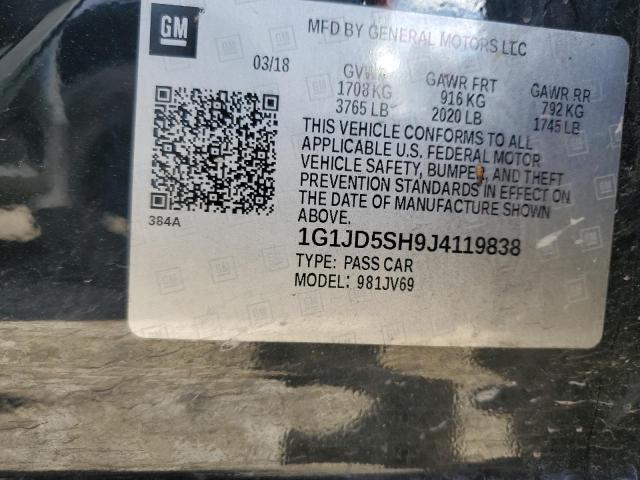 GM
MFD BY GENERAL MOTORS LLC
03/18
GVWR GAWR FRT GAWR RR
1708 KG 916 KG 792 KG
3765 LB 2020 LB 1745 LB
THIS VEHICLE CONFORMS TO ALL
APPLICABLE U.S. FEDERAL MOTOR
VEHICLE SAFETY, BUMPER, AND THEFT
PREVENTION STANDARDS IN EFFECT ON
THE DATE OF MANUFACTURE SHOWN
ABOVE.
384A
1G1JD5SH9J4119838
TYPE: PASS CAR
MODEL: 981JV69